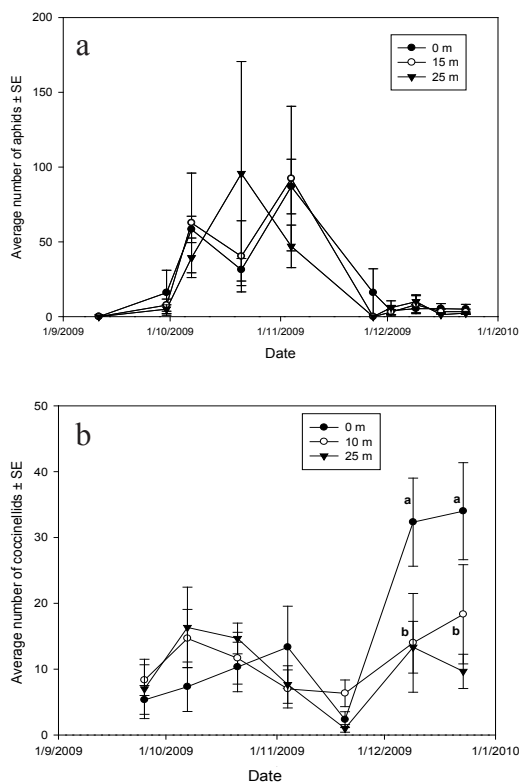 a
200
150
100
50
0
Average number of aphids ± SE
0 m
15 m
25 m
1/9/2009 1/10/2009 1/11/2009 1/12/2009 1/1/2010
Date
b
50
40
30
20
10
0
Average number of coccinellids ± SE
0 m
10 m
25 m
a a
b b
1/9/2009 1/10/2009 1/11/2009 1/12/2009 1/1/2010
Date